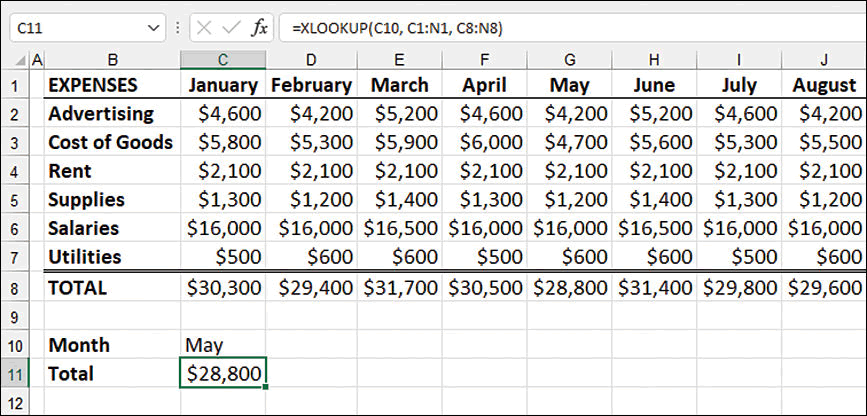 C11 fx =XLOOKUP(C10, C1:N1, C8:N8)
A B C D E F G H I J
1 EXPENSES January February March April May June July August
2 Advertising $4,600 $4,200 $5,200 $4,600 $4,200 $5,200 $4,600 $4,200
3 Cost of Goods $5,800 $5,300 $5,900 $6,000 $4,700 $5,600 $5,300 $5,500
4 Rent $2,100 $2,100 $2,100 $2,100 $2,100 $2,100 $2,100 $2,100
5 Supplies $1,300 $1,200 $1,400 $1,300 $1,200 $1,400 $1,300 $1,200
6 Salaries $16,000 $16,000 $16,500 $16,000 $16,000 $16,500 $16,000 $16,000
7 Utilities $500 $600 $600 $500 $600 $600 $500 $600
8 TOTAL $30,300 $29,400 $31,700 $30,500 $28,800 $31,400 $29,800 $29,600
9
10 Month May
11 Total $28,800
12